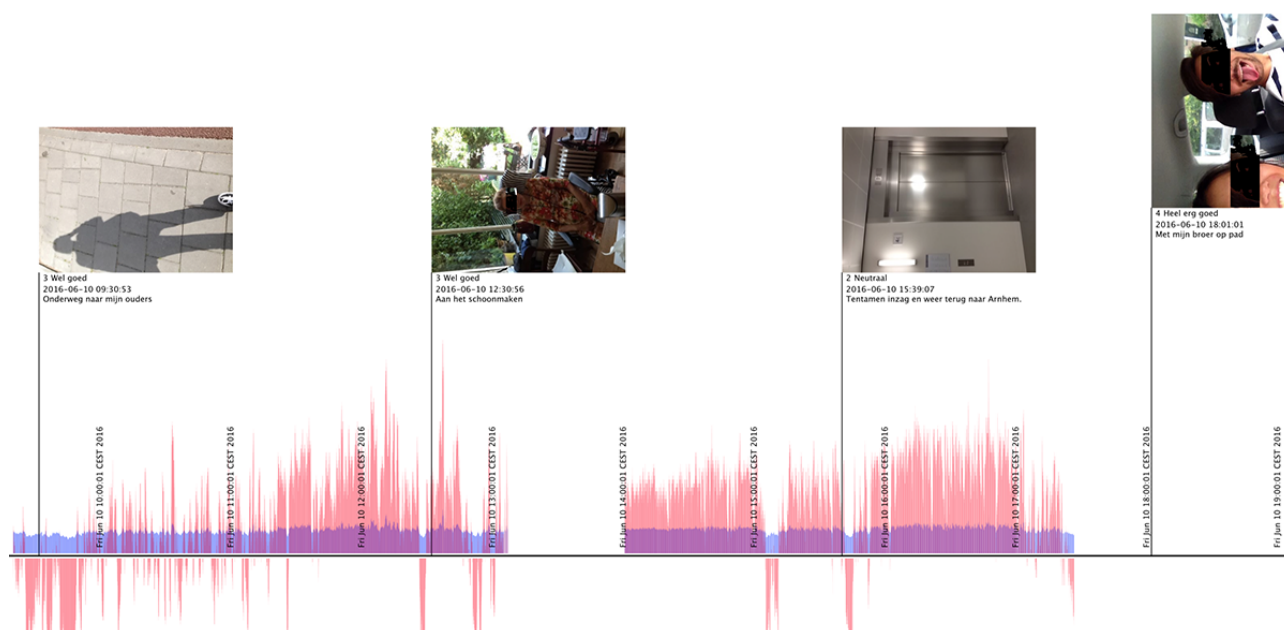 4 Heel erg goed
2016-06-10 18:01:01
Met mijn broer op pad
3 Wel goed
2016-06-10 09:30:53
Onderweg naar mijn ouders
3 Wel goed
2016-06-10 12:30:56
Aan het schoonmaken
2 Neutraal
2016-06-10 15:39:07
Tentamen inzag en weer terug naar Arnhem.
Fri Jun 10 10:00:01 CEST 2016
Fri Jun 10 11:00:01 CEST 2016
Fri Jun 10 12:00:01 CEST 2016
Fri Jun 10 13:00:01 CEST 2016
Fri Jun 10 14:00:01 CEST 2016
Fri Jun 10 15:00:01 CEST 2016
Fri Jun 10 16:00:01 CEST 2016
Fri Jun 10 17:00:01 CEST 2016
Fri Jun 10 18:00:01 CEST 2016
Fri Jun 10 19:00:01 CEST 2016